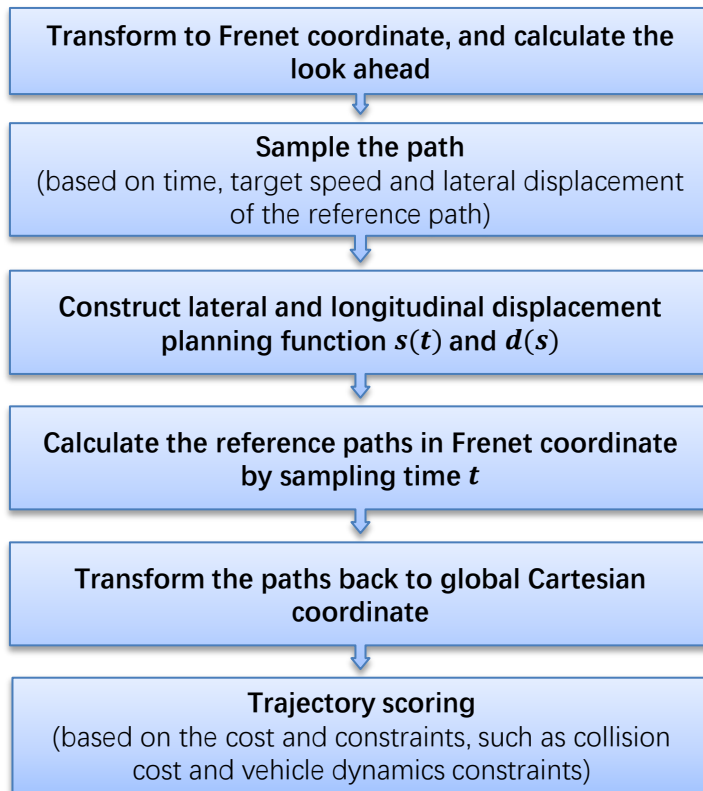 Transform to Frenet coordinate, and calculate the
look ahead
Sample the path
(based on time, target speed and lateral displacement
of the reference path)
Construct lateral and longitudinal displacement
planning function s(t) and d(s)
Calculate the reference paths in Frenet coordinate
by sampling time t
Transform the paths back to global Cartesian
coordinate
Trajectory scoring
(based on the cost and constraints, such as collision
cost and vehicle dynamics constraints)